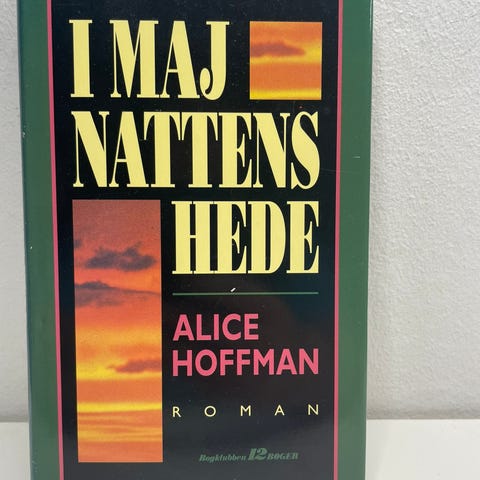 I MAJ
NATTENS
HEDE
ALICE
HOFFMAN
ROMAN
Bogklubben 12 BØGER